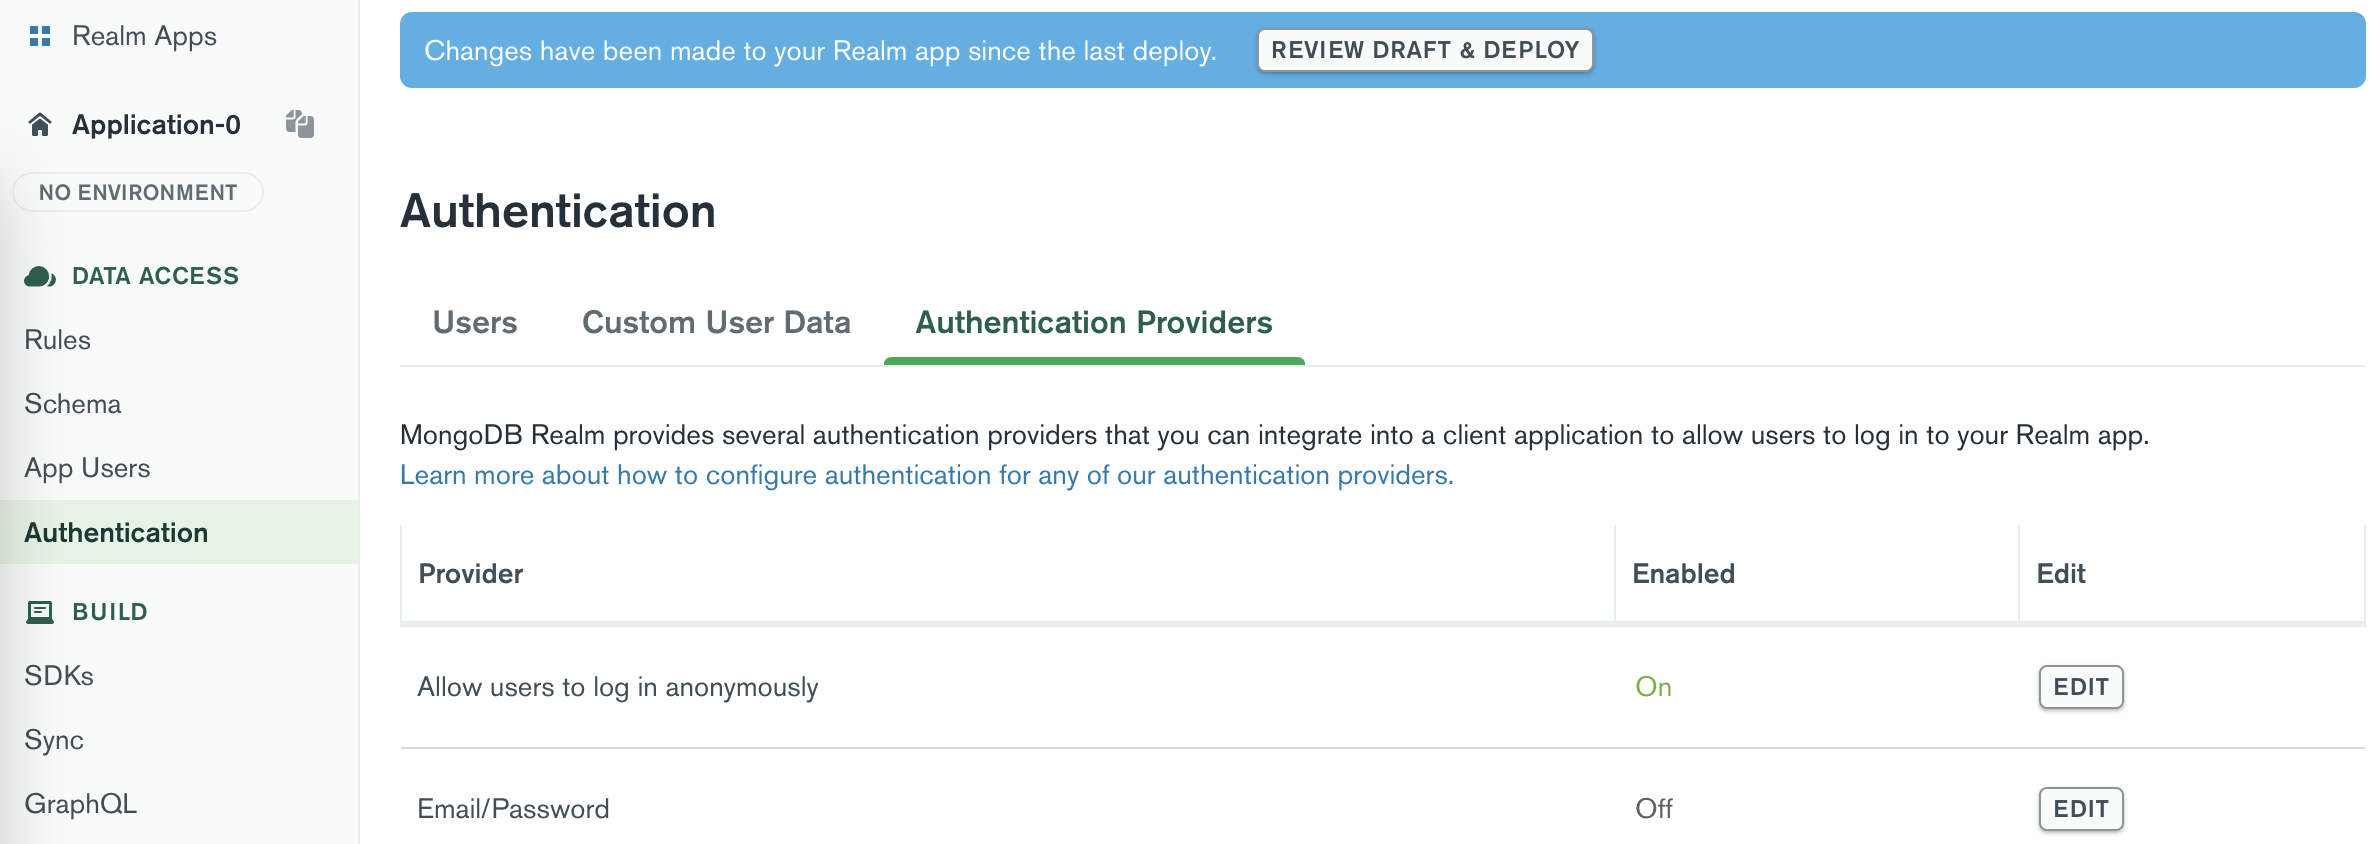 Realm Apps
Application-0
NO ENVIRONMENT
DATA ACCESS
Rules
Schema
App Users
Authentication
BUILD
SDKs
Sync
GraphQL
Changes have been made to your Realm app since the last deploy. REVIEW DRAFT & DEPLOY
Authentication
Users Custom User Data Authentication Providers
MongoDB Realm provides several authentication providers that you can integrate into a client application to allow users to log in to your Realm app.
Learn more about how to configure authentication for any of our authentication providers.
Provider Enabled Edit
Allow users to log in anonymously On EDIT
Email/Password Off EDIT